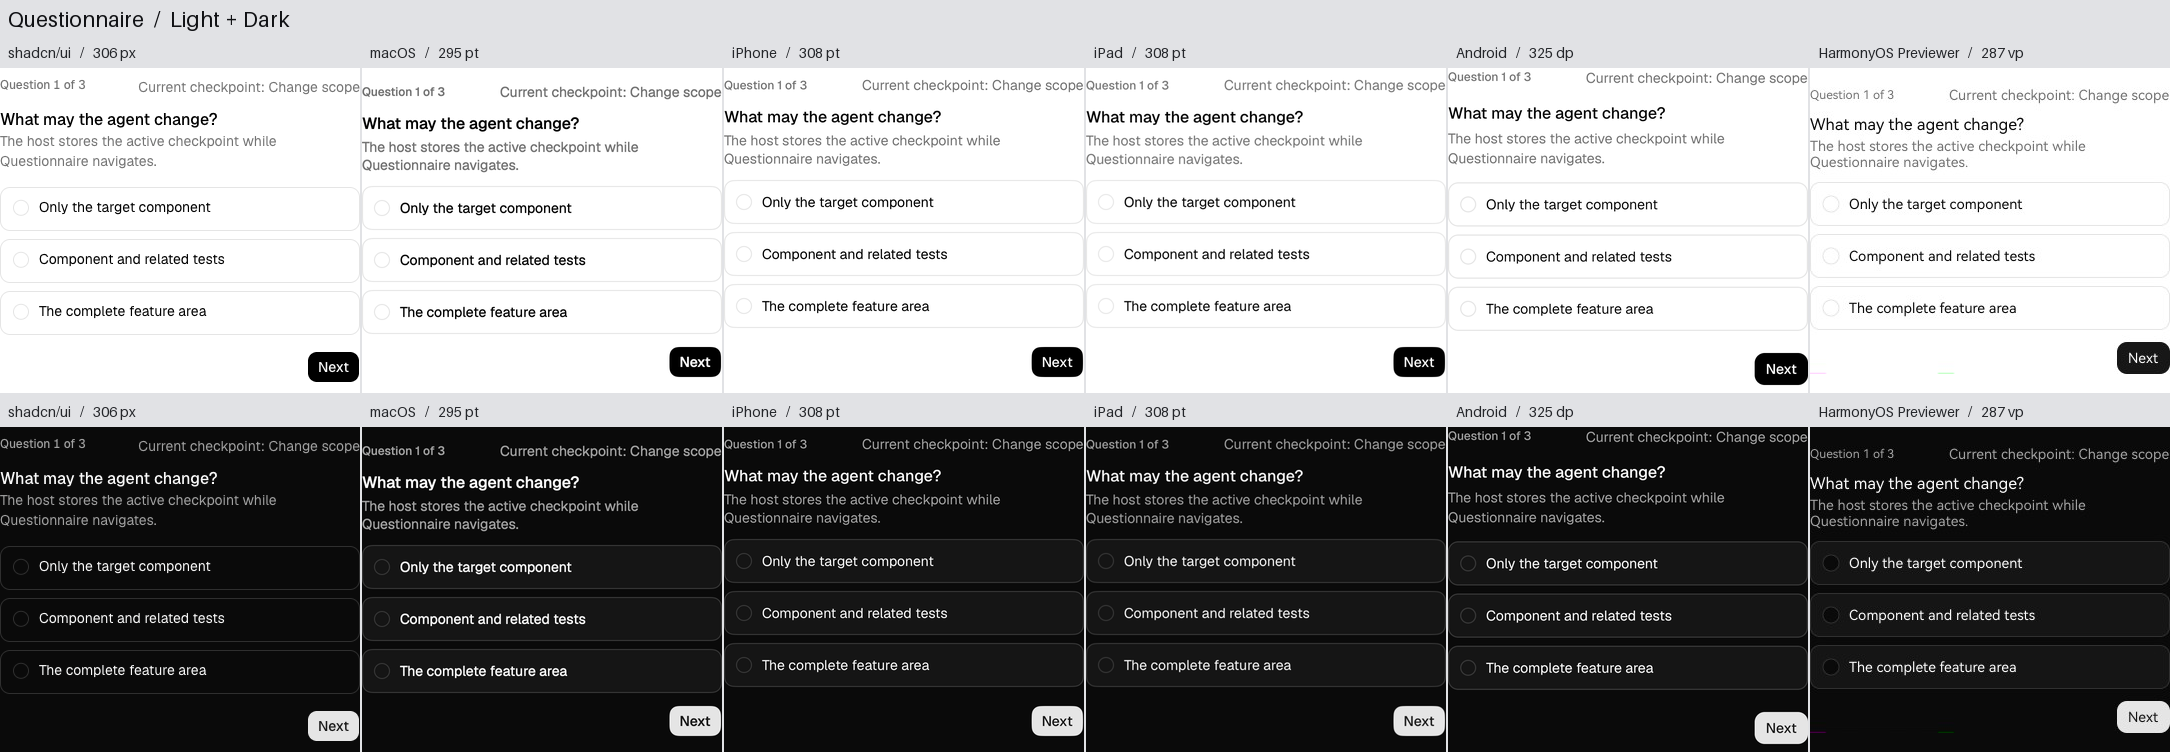 Questionnaire / Light + Dark
shadcn/ui / 306 px
Question 1 of 3
Current checkpoint: Change scope
What may the agent change?
The host stores the active checkpoint while
Questionnaire navigates.
Only the target component
Component and related tests
The complete feature area
Next
macOS / 295 pt
Question 1 of 3
Current checkpoint: Change scope
What may the agent change?
The host stores the active checkpoint while
Questionnaire navigates.
Only the target component
Component and related tests
The complete feature area
Next
iPhone / 308 pt
Question 1 of 3
Current checkpoint: Change scope
What may the agent change?
The host stores the active checkpoint while
Questionnaire navigates.
Only the target component
Component and related tests
The complete feature area
Next
iPad / 308 pt
Question 1 of 3
Current checkpoint: Change scope
What may the agent change?
The host stores the active checkpoint while
Questionnaire navigates.
Only the target component
Component and related tests
The complete feature area
Next
Android / 325 dp
Question 1 of 3
Current checkpoint: Change scope
What may the agent change?
The host stores the active checkpoint while
Questionnaire navigates.
Only the target component
Component and related tests
The complete feature area
Next
HarmonyOS Previewer / 287 vp
Question 1 of 3
Current checkpoint: Change scope
What may the agent change?
The host stores the active checkpoint while
Questionnaire navigates.
Only the target component
Component and related tests
The complete feature area
Next
shadcn/ui / 306 px
Question 1 of 3
Current checkpoint: Change scope
What may the agent change?
The host stores the active checkpoint while
Questionnaire navigates.
Only the target component
Component and related tests
The complete feature area
Next
macOS / 295 pt
Question 1 of 3
Current checkpoint: Change scope
What may the agent change?
The host stores the active checkpoint while
Questionnaire navigates.
Only the target component
Component and related tests
The complete feature area
Next
iPhone / 308 pt
Question 1 of 3
Current checkpoint: Change scope
What may the agent change?
The host stores the active checkpoint while
Questionnaire navigates.
Only the target component
Component and related tests
The complete feature area
Next
iPad / 308 pt
Question 1 of 3
Current checkpoint: Change scope
What may the agent change?
The host stores the active checkpoint while
Questionnaire navigates.
Only the target component
Component and related tests
The complete feature area
Next
Android / 325 dp
Question 1 of 3
Current checkpoint: Change scope
What may the agent change?
The host stores the active checkpoint while
Questionnaire navigates.
Only the target component
Component and related tests
The complete feature area
Next
HarmonyOS Previewer / 287 vp
Question 1 of 3
Current checkpoint: Change scope
What may the agent change?
The host stores the active checkpoint while
Questionnaire navigates.
Only the target component
Component and related tests
The complete feature area
Next